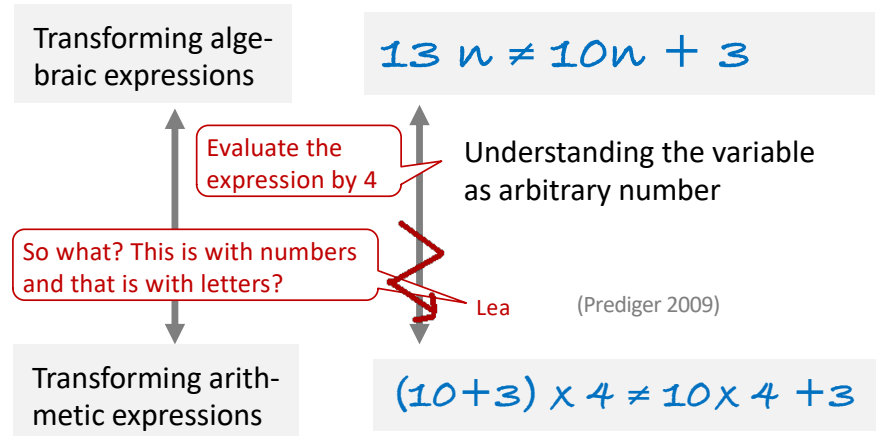 Transforming alge-
braic expressions
13 n ≠ 10n + 3
Evaluate the
expression by 4
Understanding the variable
as arbitrary number
So what? This is with numbers
and that is with letters?
Lea
(Prediger 2009)
Transforming arith-
metic expressions
(10+3) x 4 ≠ 10x 4 +3